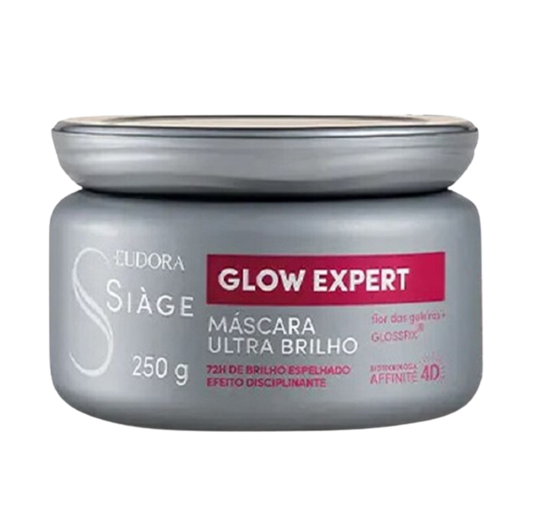 EUDORA
SIÀGE
250 g
GLOW EXPERT
MÁSCARA
ULTRA BRILHO
72H DE BRILHO ESPELHADO
EFEITO DISCIPLINANTE
flor das geleiras +
GLOSSFIX®
AFFINITÉ 4D